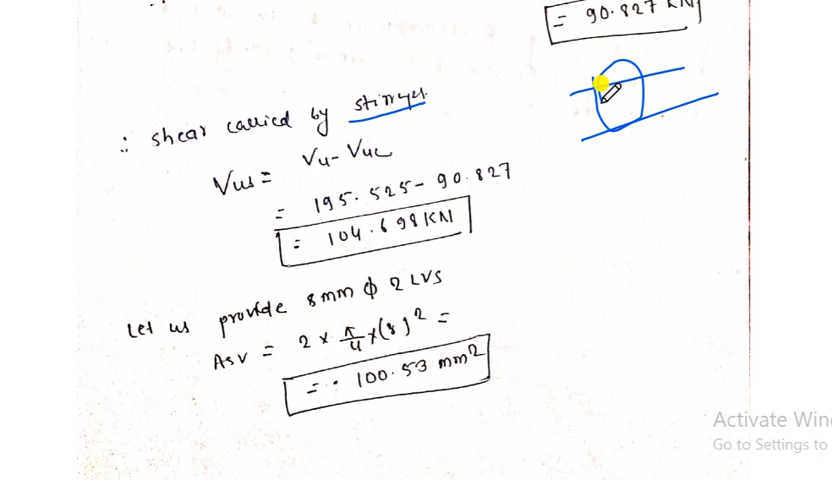 = 90.827 KN
∴ shear carried by stirrups.
Vus = Vu - Vuc
= 195.525 - 90.827
= 104.698 KN
Let us provide 8mm ϕ 2 LVS
Asv = 2 × π/4 × (8)² =
= 100.53 mm²
Activate Win
Go to Settings to